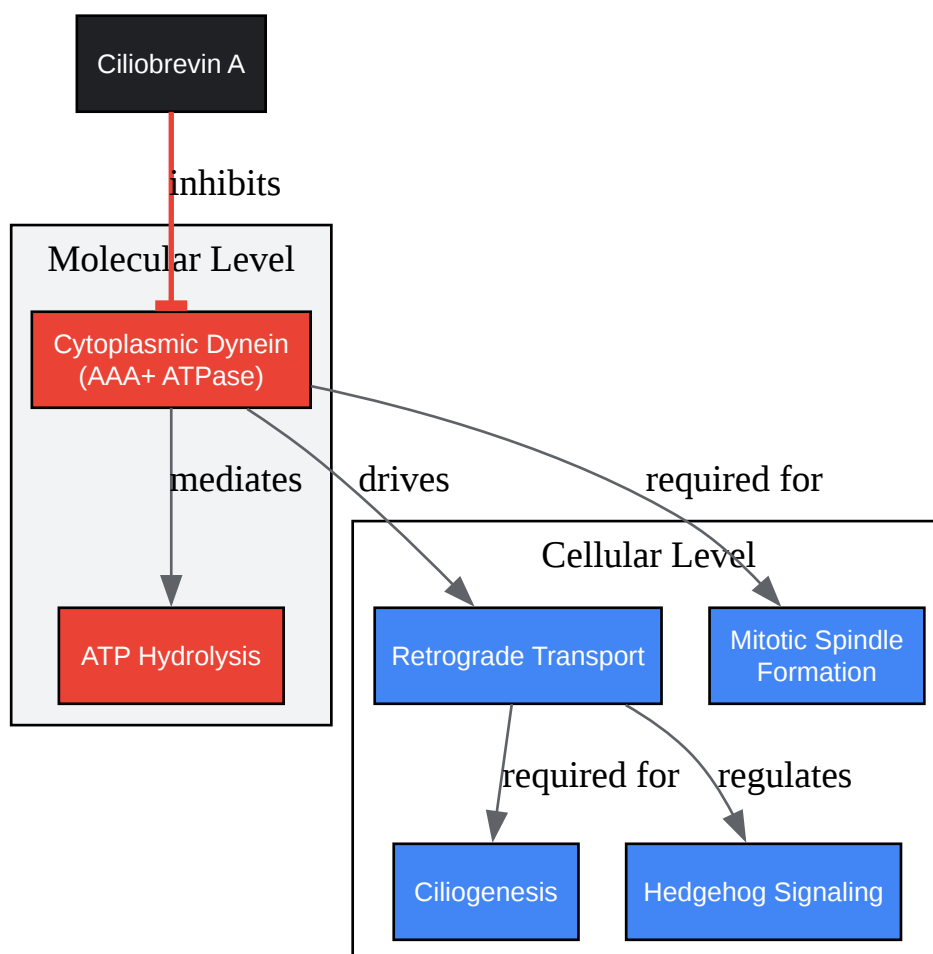 Ciliobrevin A
inhibits
Molecular Level
Cytoplasmic Dynein
(AAA+ ATPase)
mediates
drives
required for
Cellular Level
ATP Hydrolysis
Retrograde Transport
Mitotic Spindle
Formation
required for
regulates
Ciliogenesis
Hedgehog Signaling